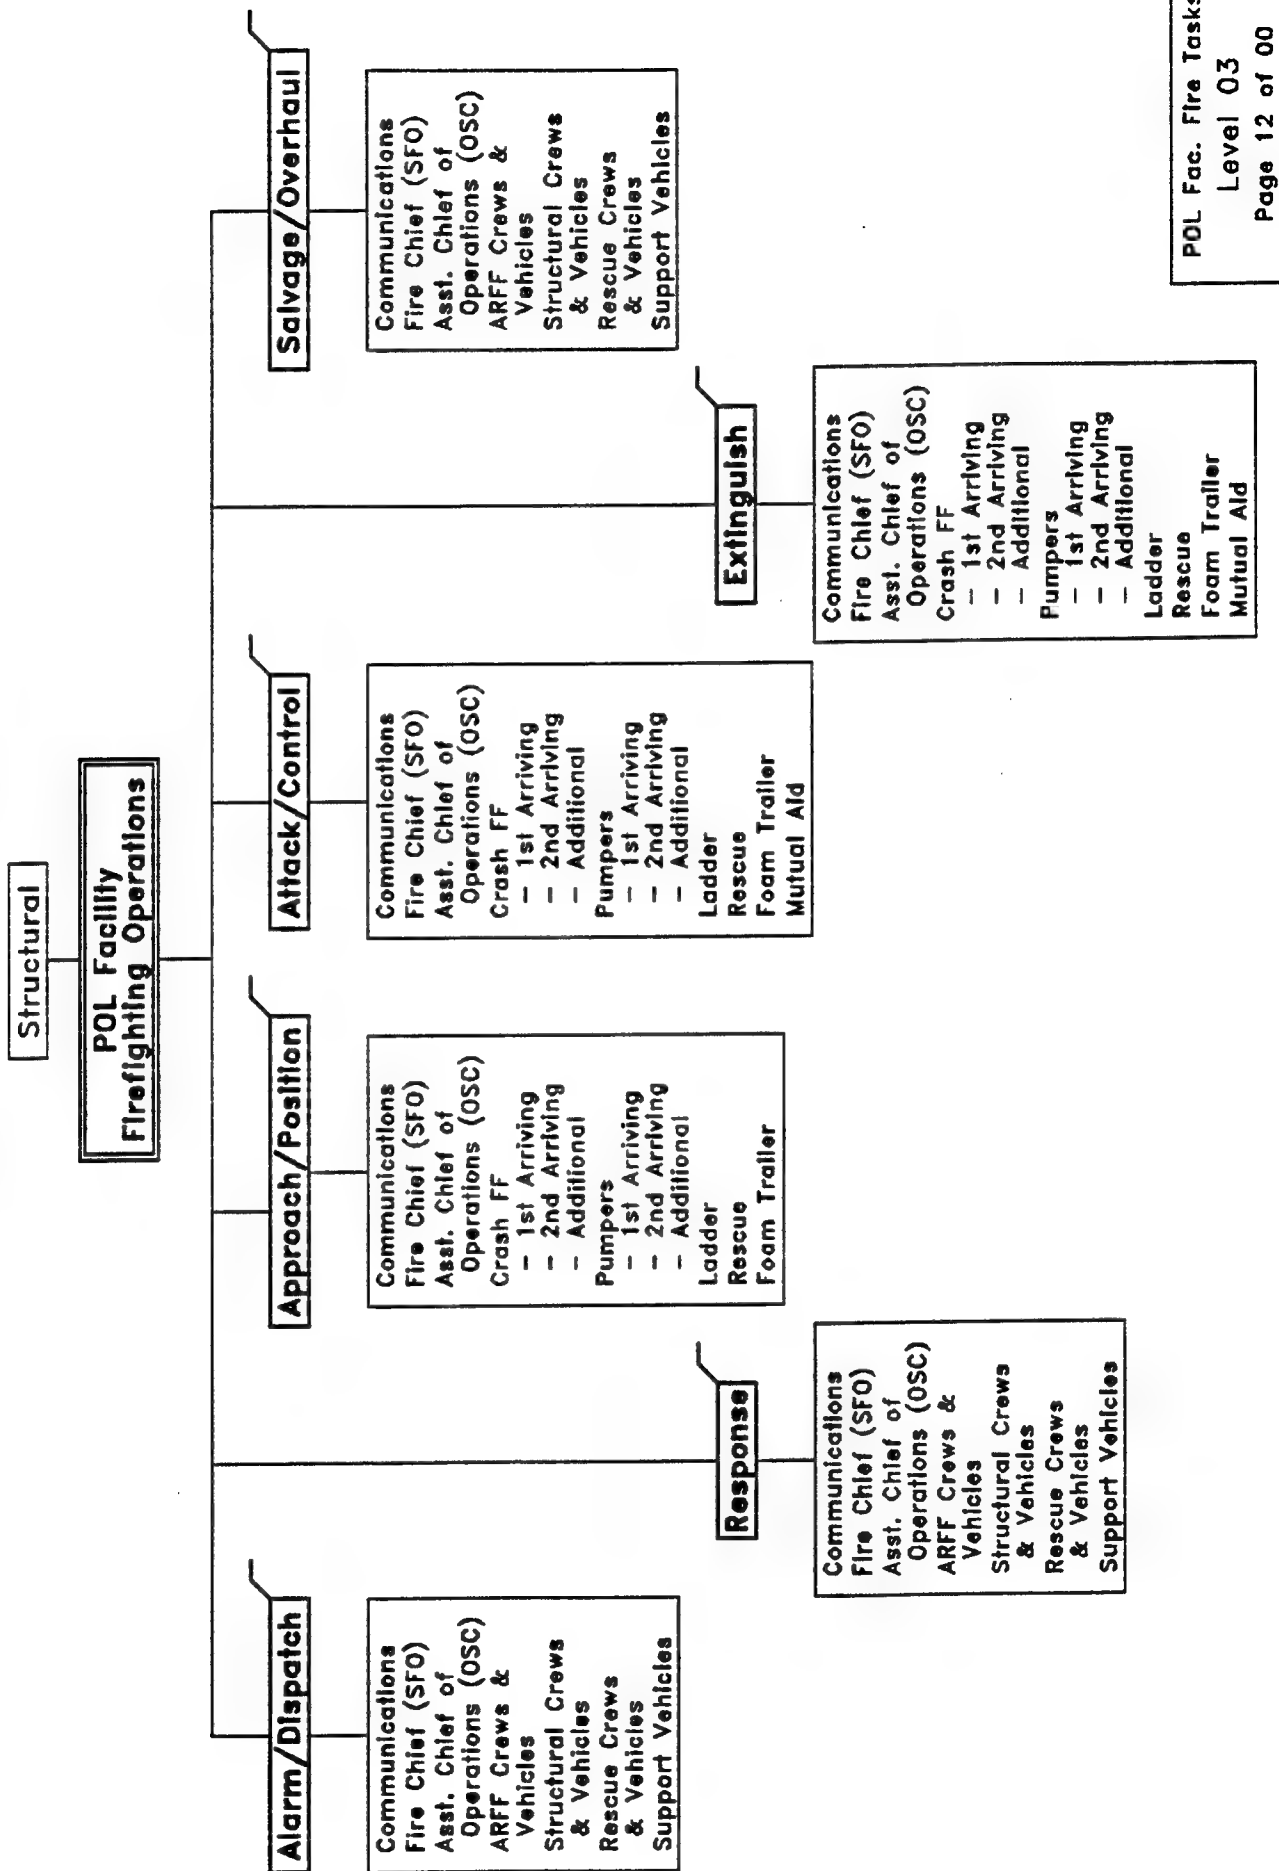 Structural
POL Facility
Firefighting Operations
Alarm/Dispatch
Communications
Fire Chief (SFO)
Asst. Chief of
Operations (OSC)
ARFF Crews &
Vehicles
Structural Crews
& Vehicles
Rescue Crews
& Vehicles
Support Vehicles
Response
Communications
Fire Chief (SFO)
Asst. Chief of
Operations (OSC)
ARFF Crews &
Vehicles
Structural Crews
& Vehicles
Rescue Crews
& Vehicles
Support Vehicles
Approach/Position
Communications
Fire Chief (SFO)
Asst. Chief of
Operations (OSC)
Crash FF
- 1st Arriving
- 2nd Arriving
- Additional
Pumpers
- 1st Arriving
- 2nd Arriving
- Additional
Ladder
Rescue
Foam Trailer
Attack/Control
Communications
Fire Chief (SFO)
Asst. Chief of
Operations (OSC)
Crash FF
- 1st Arriving
- 2nd Arriving
- Additional
Pumpers
- 1st Arriving
- 2nd Arriving
- Additional
Ladder
Rescue
Foam Trailer
Mutual Aid
Extinguish
Communications
Fire Chief (SFO)
Asst. Chief of
Operations (OSC)
Crash FF
- 1st Arriving
- 2nd Arriving
- Additional
Pumpers
- 1st Arriving
- 2nd Arriving
- Additional
Ladder
Rescue
Foam Trailer
Mutual Aid
Salvage/Overhaul
Communications
Fire Chief (SFO)
Asst. Chief of
Operations (OSC)
ARFF Crews &
Vehicles
Structural Crews
& Vehicles
Rescue Crews
& Vehicles
Support Vehicles
POL Fac. Fire Tasks
Level 03
Page 12 of 00